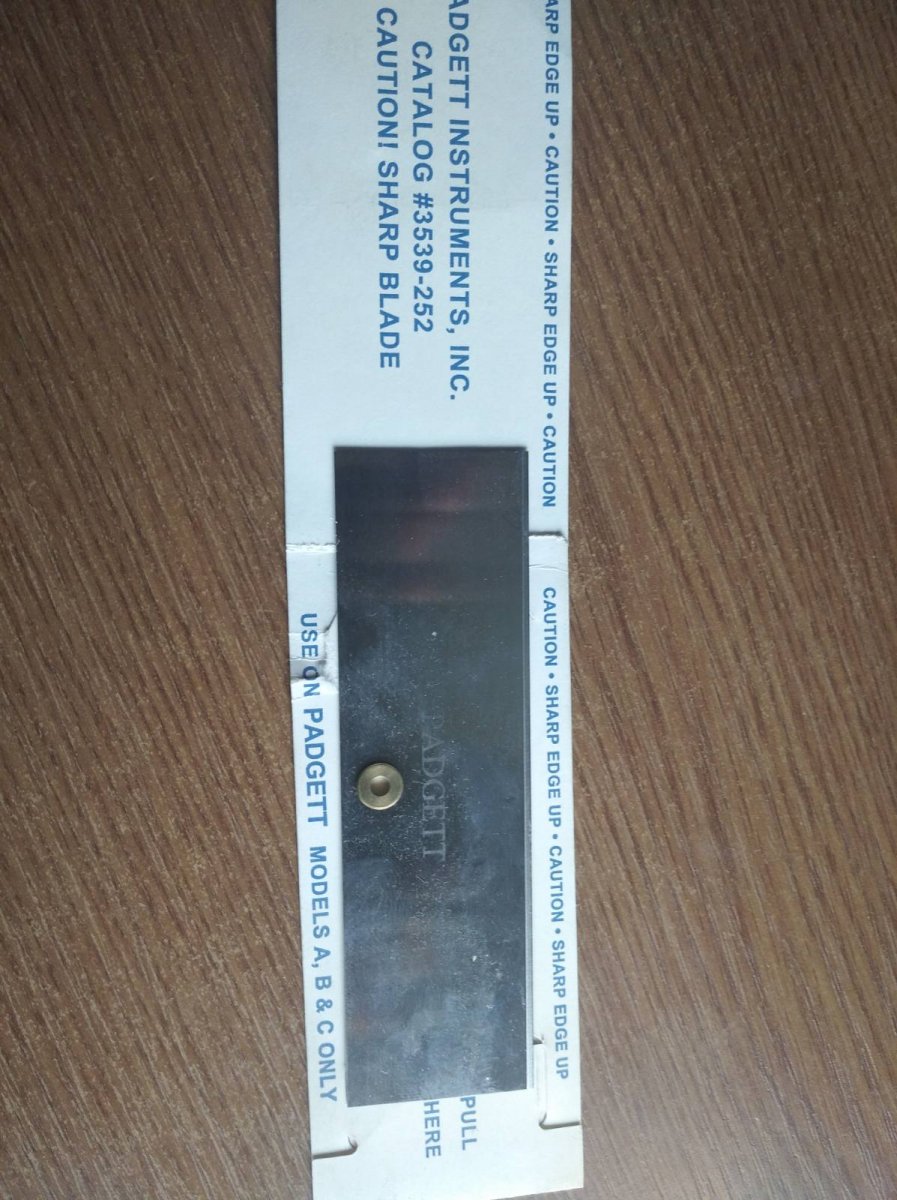 ARP EDGE UP • CAUTION • SHARP EDGE UP • CAUTION
ADGETT INSTRUMENTS, INC.
CATALOG #3539-252
CAUTION! SHARP BLADE
CAUTION • SHARP EDGE UP • CAUTION • SHARP EDGE UP
PADGETT
PULL
HERE
USE ON PADGETT MODELS A, B & C ONLY